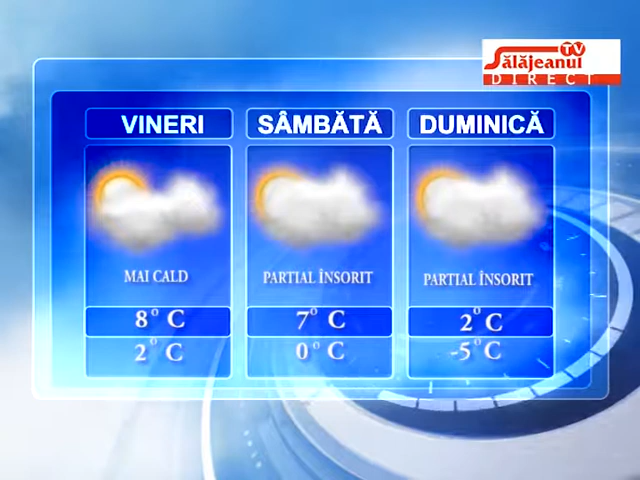 TV
Sălăjeanul
DIRECT
VINERI
MAI CALD
8° C
2° C
SÂMBĂTĂ
PARTIAL ÎNSORIT
7° C
0° C
DUMINICĂ
PARTIAL ÎNSORIT
2° C
-5° C